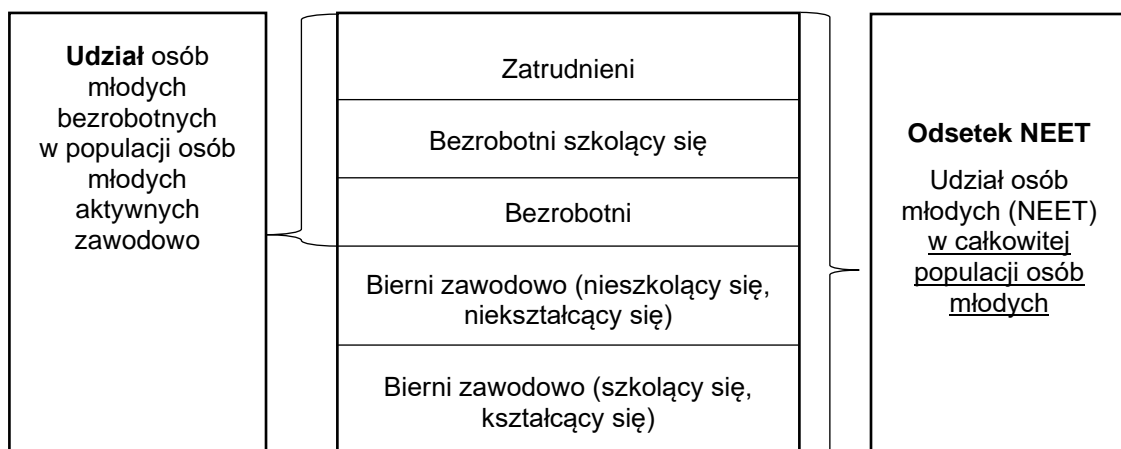 Udział osób
młodych
bezrobotnych
w populacji osób
młodych
aktywnych
zawodowo
Zatrudnieni
Bezrobotni szkolący się
Bezrobotni
Bierni zawodowo (nieszkolący się,
niekształcący się)
Bierni zawodowo (szkolący się,
kształcący się)
Odsetek NEET
Udział osób
młodych (NEET)
w całkowitej
populacji osób
młodych